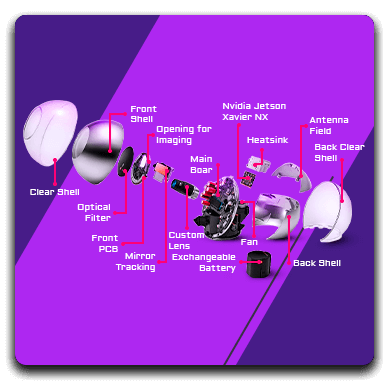 Front
Shell
Nvidia Jetson
Xavier NX
Opening for
Imaging
Antenna
Field
Heatsink
Back Clear
Shell
Main
Boar
Clear Shell
Optical
Filter
Front
PCB
Mirror
Tracking
Custom
Lens
Exchangeable
Battery
Fan
Back Shell